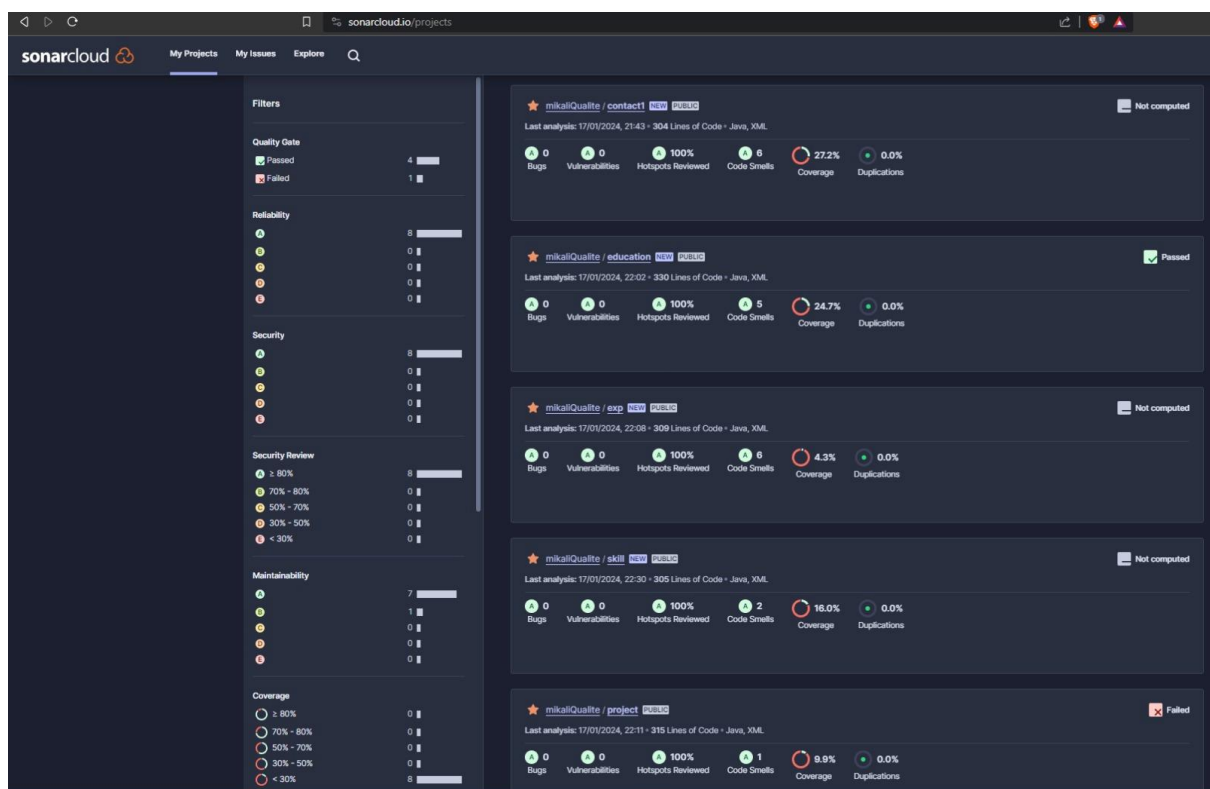 sonarcloud.io/projects
sonarcloud My Projects My Issues Explore
Filters
Quality Gate
Passed 4
Failed 1
Reliability
A 8
B 0
C 0
D 0
E 0
Security
A 8
B 0
C 0
D 0
E 0
Security Review
A ≥ 80% 8
B 70% - 80% 0
C 50% - 70% 0
D 30% - 50% 0
E < 30% 0
Maintainability
A 7
B 1
C 0
D 0
E 0
Coverage
≥ 80% 0
70% - 80% 0
50% - 70% 0
30% - 50% 0
< 30% 8
mikaliQualite / contact1 NEW PUBLIC Not computed
Last analysis: 17/01/2024, 21:43 • 304 Lines of Code • Java, XML
A 0 A 0 A 100% A 6 27.2% 0.0%
Bugs Vulnerabilities Hotspots Reviewed Code Smells Coverage Duplications
mikaliQualite / education NEW PUBLIC Passed
Last analysis: 17/01/2024, 22:02 • 330 Lines of Code • Java, XML
A 0 A 0 A 100% A 5 24.7% 0.0%
Bugs Vulnerabilities Hotspots Reviewed Code Smells Coverage Duplications
mikaliQualite / exp NEW PUBLIC Not computed
Last analysis: 17/01/2024, 22:08 • 309 Lines of Code • Java, XML
A 0 A 0 A 100% A 6 4.3% 0.0%
Bugs Vulnerabilities Hotspots Reviewed Code Smells Coverage Duplications
mikaliQualite / skill NEW PUBLIC Not computed
Last analysis: 17/01/2024, 22:30 • 305 Lines of Code • Java, XML
A 0 A 0 A 100% A 2 16.0% 0.0%
Bugs Vulnerabilities Hotspots Reviewed Code Smells Coverage Duplications
mikaliQualite / project PUBLIC Failed
Last analysis: 17/01/2024, 22:11 • 315 Lines of Code • Java, XML
A 0 A 0 A 100% A 1 9.9% 0.0%
Bugs Vulnerabilities Hotspots Reviewed Code Smells Coverage Duplications